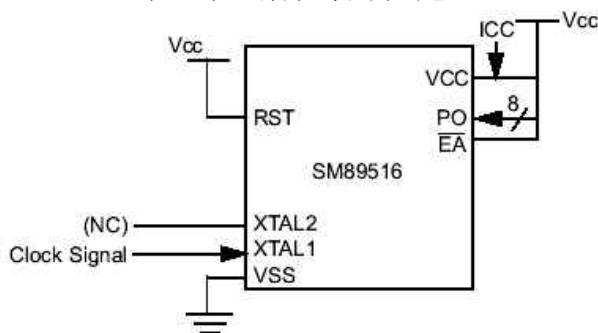 ICC
Vcc
Vcc
VCC
RST
PO
8
EA
SM89516
(NC)
XTAL2
Clock Signal
XTAL1
VSS